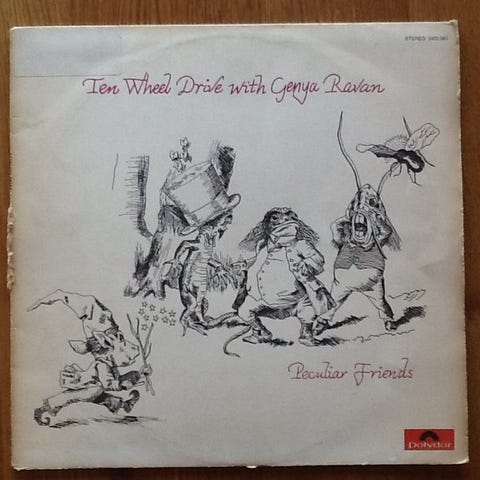 STEREO
Ten Wheel Drive with Genya Ravan
Peculiar Friends
Polydor